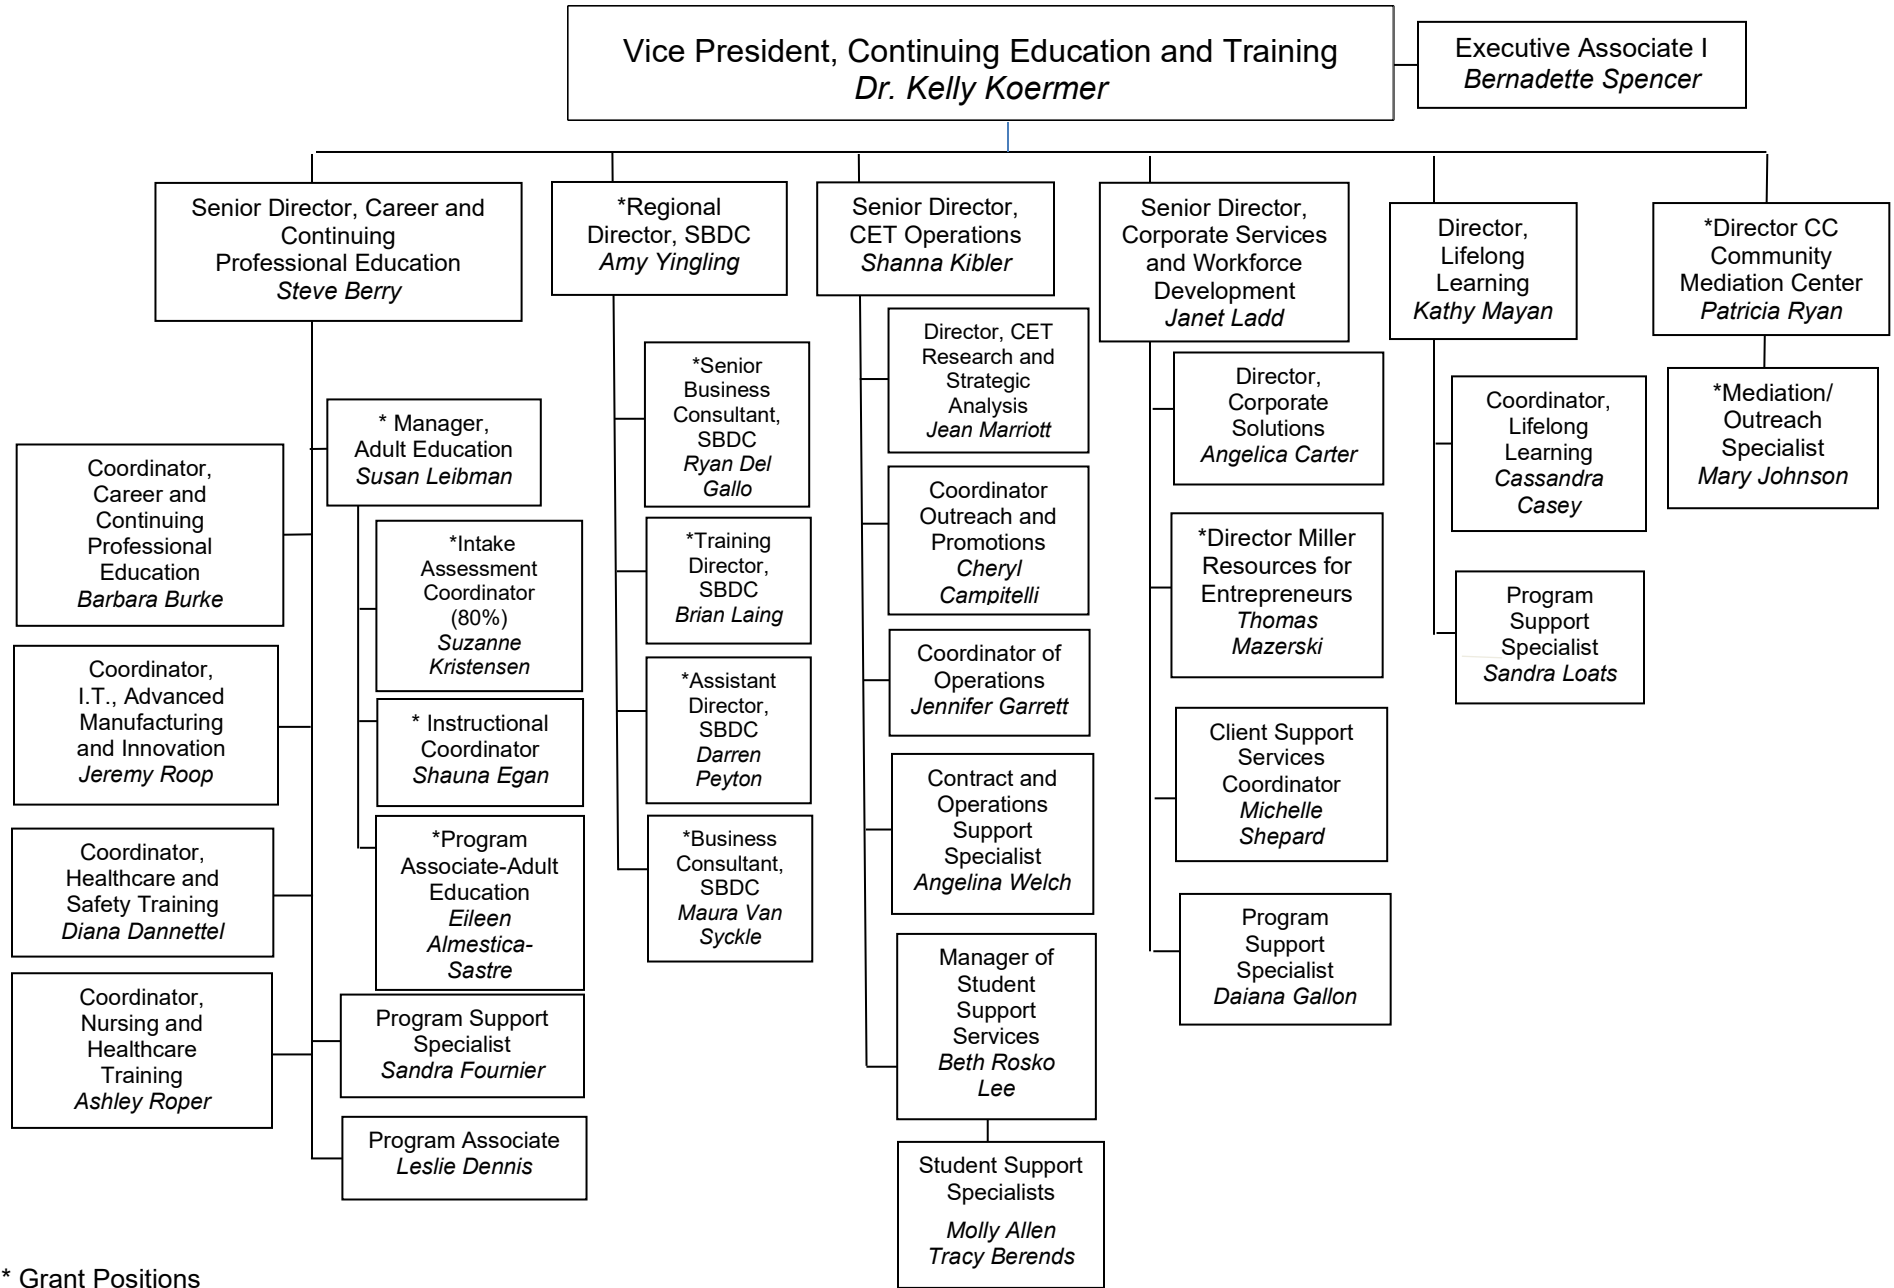 Vice President, Continuing Education and Training
Dr. Kelly Koermer
Executive Associate I
Bernadette Spencer
Senior Director, Career and
Continuing
Professional Education
Steve Berry
* Manager,
Adult Education
Susan Leibman
Coordinator,
Career and
Continuing
Professional
Education
Barbara Burke
*Intake
Assessment
Coordinator
(80%)
Suzanne
Kristensen
Coordinator,
I.T., Advanced
Manufacturing
and Innovation
Jeremy Roop
* Instructional
Coordinator
Shauna Egan
Coordinator,
Healthcare and
Safety Training
Diana Dannettel
*Program
Associate-Adult
Education
Eileen
Almestica-
Sastre
Coordinator,
Nursing and
Healthcare
Training
Ashley Roper
Program Support
Specialist
Sandra Fournier
Program Associate
Leslie Dennis
*Regional
Director, SBDC
Amy Yingling
*Senior
Business
Consultant,
SBDC
Ryan Del
Gallo
*Training
Director,
SBDC
Brian Laing
*Assistant
Director,
SBDC
Darren
Peyton
*Business
Consultant,
SBDC
Maura Van
Syckle
Senior Director,
CET Operations
Shanna Kibler
Director, CET
Research and
Strategic
Analysis
Jean Marriott
Coordinator
Outreach and
Promotions
Cheryl
Campitelli
Coordinator of
Operations
Jennifer Garrett
Contract and
Operations
Support
Specialist
Angelina Welch
Manager of
Student
Support
Services
Beth Rosko
Lee
Student Support
Specialists
Molly Allen
Tracy Berends
Senior Director,
Corporate Services
and Workforce
Development
Janet Ladd
Director,
Corporate
Solutions
Angelica Carter
*Director Miller
Resources for
Entrepreneurs
Thomas
Mazerski
Client Support
Services
Coordinator
Michelle
Shepard
Program
Support
Specialist
Daiana Gallon
Director,
Lifelong
Learning
Kathy Mayan
Coordinator,
Lifelong
Learning
Cassandra
Casey
Program
Support
Specialist
Sandra Loats
*Director CC
Community
Mediation Center
Patricia Ryan
*Mediation/
Outreach
Specialist
Mary Johnson
* Grant Positions